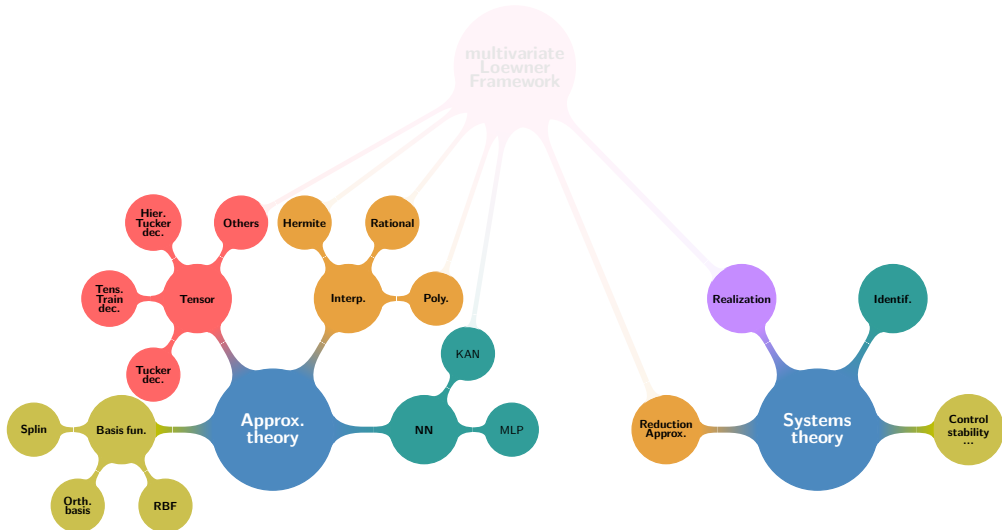 multivariate
Loewner
Framework
Hier.
Tucker
dec.
Others
Hermite
Rational
Tens.
Train
dec.
Tensor
Interp.
Poly.
Realization
Identif.
Tucker
dec.
KAN
Splin
Basis fun.
Approx.
theory
NN
MLP
Reduction
Approx.
Systems
theory
Control
stability
...
Orth.
basis
RBF